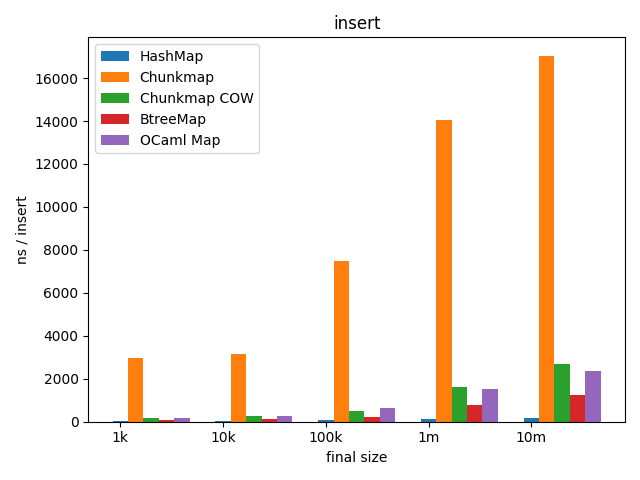 insert
HashMap
Chunkmap
Chunkmap COW
BtreeMap
OCaml Map
ns / insert
16000
14000
12000
10000
8000
6000
4000
2000
0
1k 10k 100k 1m 10m
final size